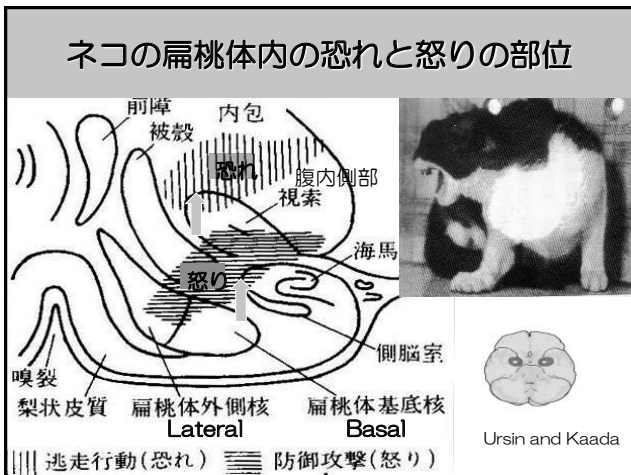 ネコの扁桃体内の恐れと怒りの部位
前障
内包
被殻
恐れ
腹内側部
視索
海馬
怒り
側脳室
嗅裂
梨状皮質
扁桃体外側核
扁桃体基底核
Lateral
Basal
Ursin and Kaada
逃走行動(恐れ)
防御攻撃(怒り)